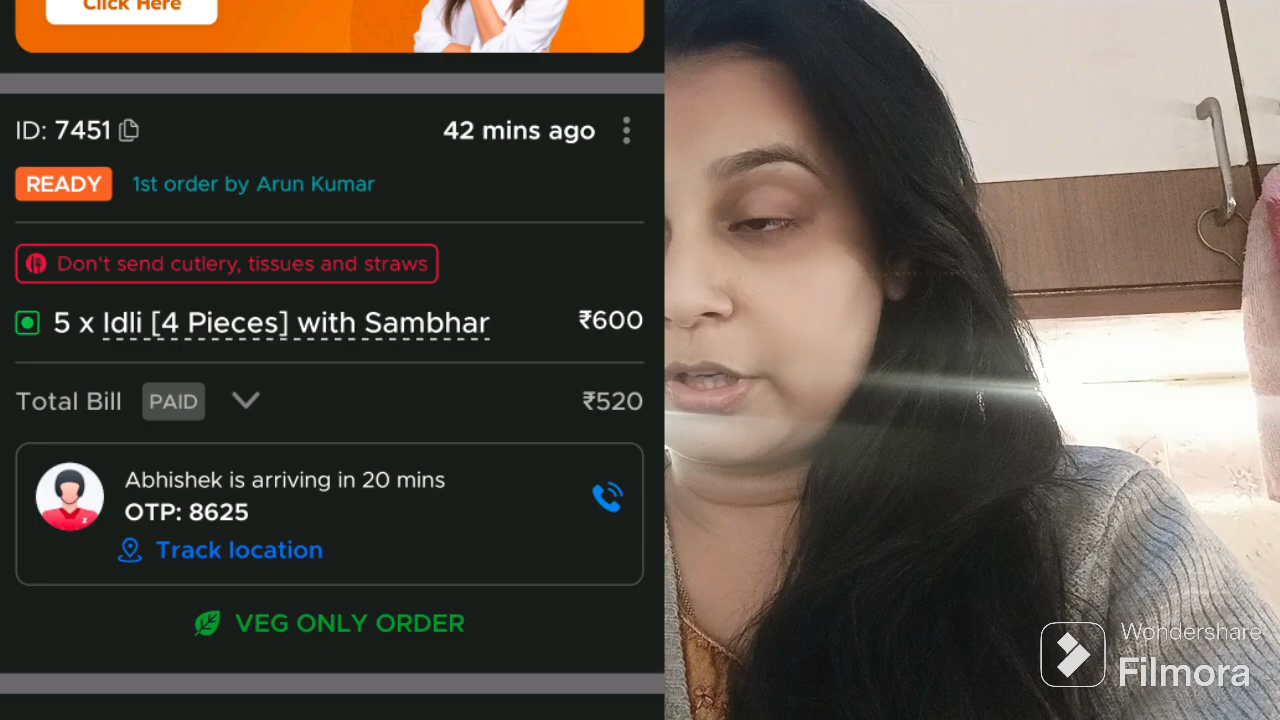 Click Here
ID: 7451
42 mins ago
READY
1st order by Arun Kumar
Don't send cutlery, tissues and straws
5 x Idli [4 Pieces] with Sambhar
₹600
Total Bill
PAID
₹520
Abhishek is arriving in 20 mins
OTP: 8625
Track location
VEG ONLY ORDER
Wondershare
Filmora